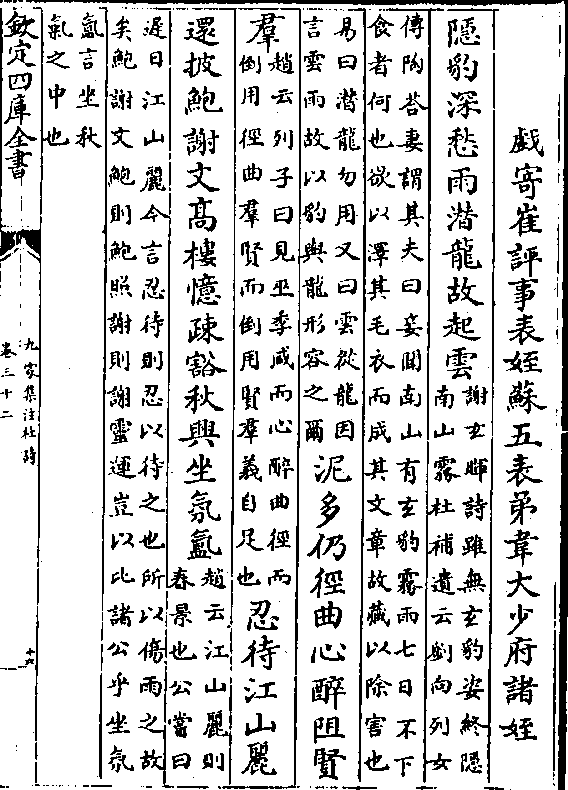 戯寄崔評事表姪蘇五表弟韋大少府諸姪
隱豹深愁雨潛龍故起雲
謝玄暉詩雖無玄豹姿終隱
南山霧杜補遺云劉向列女
傳陶荅妻謂其夫曰妾聞南山有玄豹霧雨七日不下
食者何也欲以澤其毛衣而成其文章故藏以除害也
易曰潛龍勿用又曰雲從龍因
言雲雨故以豹與龍形容之爾
泥多仍徑曲心醉阻賢
羣
趙云列子曰見巫季咸而心醉曲徑而
倒用徑曲羣賢而倒用賢羣義自足也
忍待江山麗
還披鮑謝文高樓憶疎豁秋興坐氛氳
趙云江山麗則
春景也公嘗曰
遲日江山麗今言忍待則忍以待之也所以傷雨之故
矣鮑謝文鮑則鮑照謝則謝靈運豈以比諸公乎坐氛
氳言坐秋
氣之中也
欽定四庫全書
九家集注杜詩
卷三十二
十六